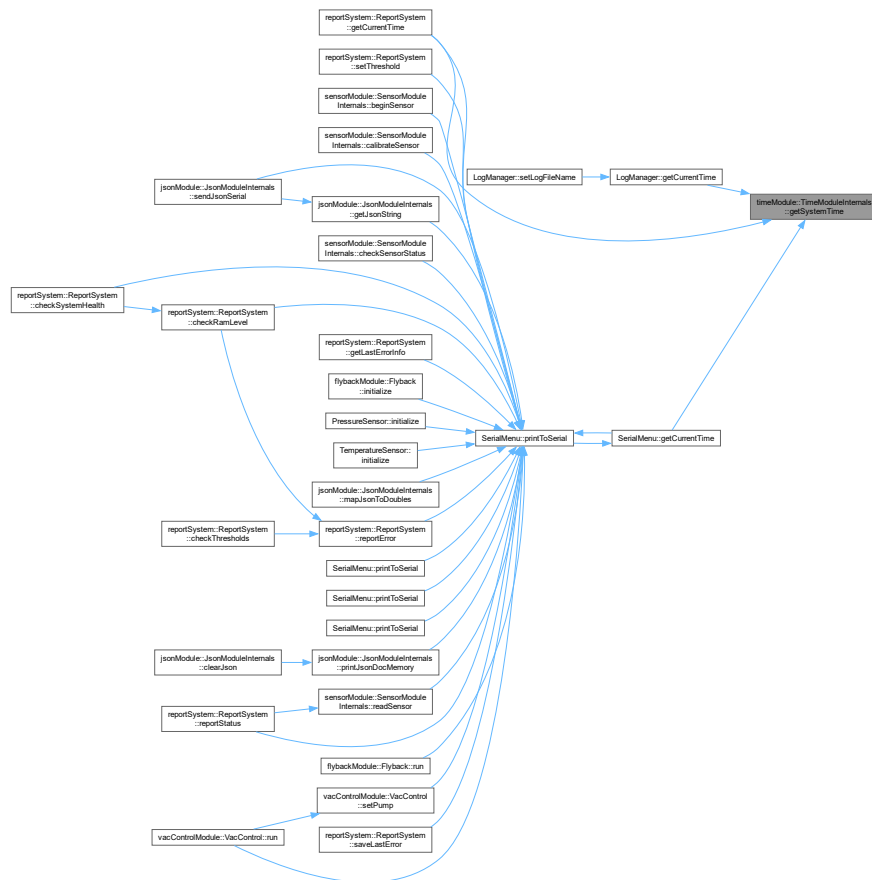 reportSystem::ReportSystem
::getCurrentTime
reportSystem::ReportSystem
::setThreshold
sensorModule::SensorModule
Internals::beginSensor
sensorModule::SensorModule
Internals::calibrateSensor
LogManager::setLogFileName
LogManager::getCurrentTime
jsonModule::JsonModuleInternals
::sendJsonSerial
jsonModule::JsonModuleInternals
::getJsonString
timeModule::TimeModuleInternals
::getSystemTime
sensorModule::SensorModule
Internals::checkSensorStatus
reportSystem::ReportSystem
::checkSystemHealth
reportSystem::ReportSystem
::checkRamLevel
reportSystem::ReportSystem
::getLastErrorInfo
flybackModule::Flyback
::initialize
PressureSensor::initialize
SerialMenu::printToSerial
SerialMenu::getCurrentTime
TemperatureSensor::
initialize
jsonModule::JsonModuleInternals
::mapJsonToDoubles
reportSystem::ReportSystem
::checkThresholds
reportSystem::ReportSystem
::reportError
SerialMenu::printToSerial
SerialMenu::printToSerial
SerialMenu::printToSerial
jsonModule::JsonModuleInternals
::clearJson
jsonModule::JsonModuleInternals
::printJsonDocMemory
sensorModule::SensorModule
Internals::readSensor
reportSystem::ReportSystem
::reportStatus
flybackModule::Flyback::run
vacControlModule::VacControl
::setPump
vacControlModule::VacControl::run
reportSystem::ReportSystem
::saveLastError